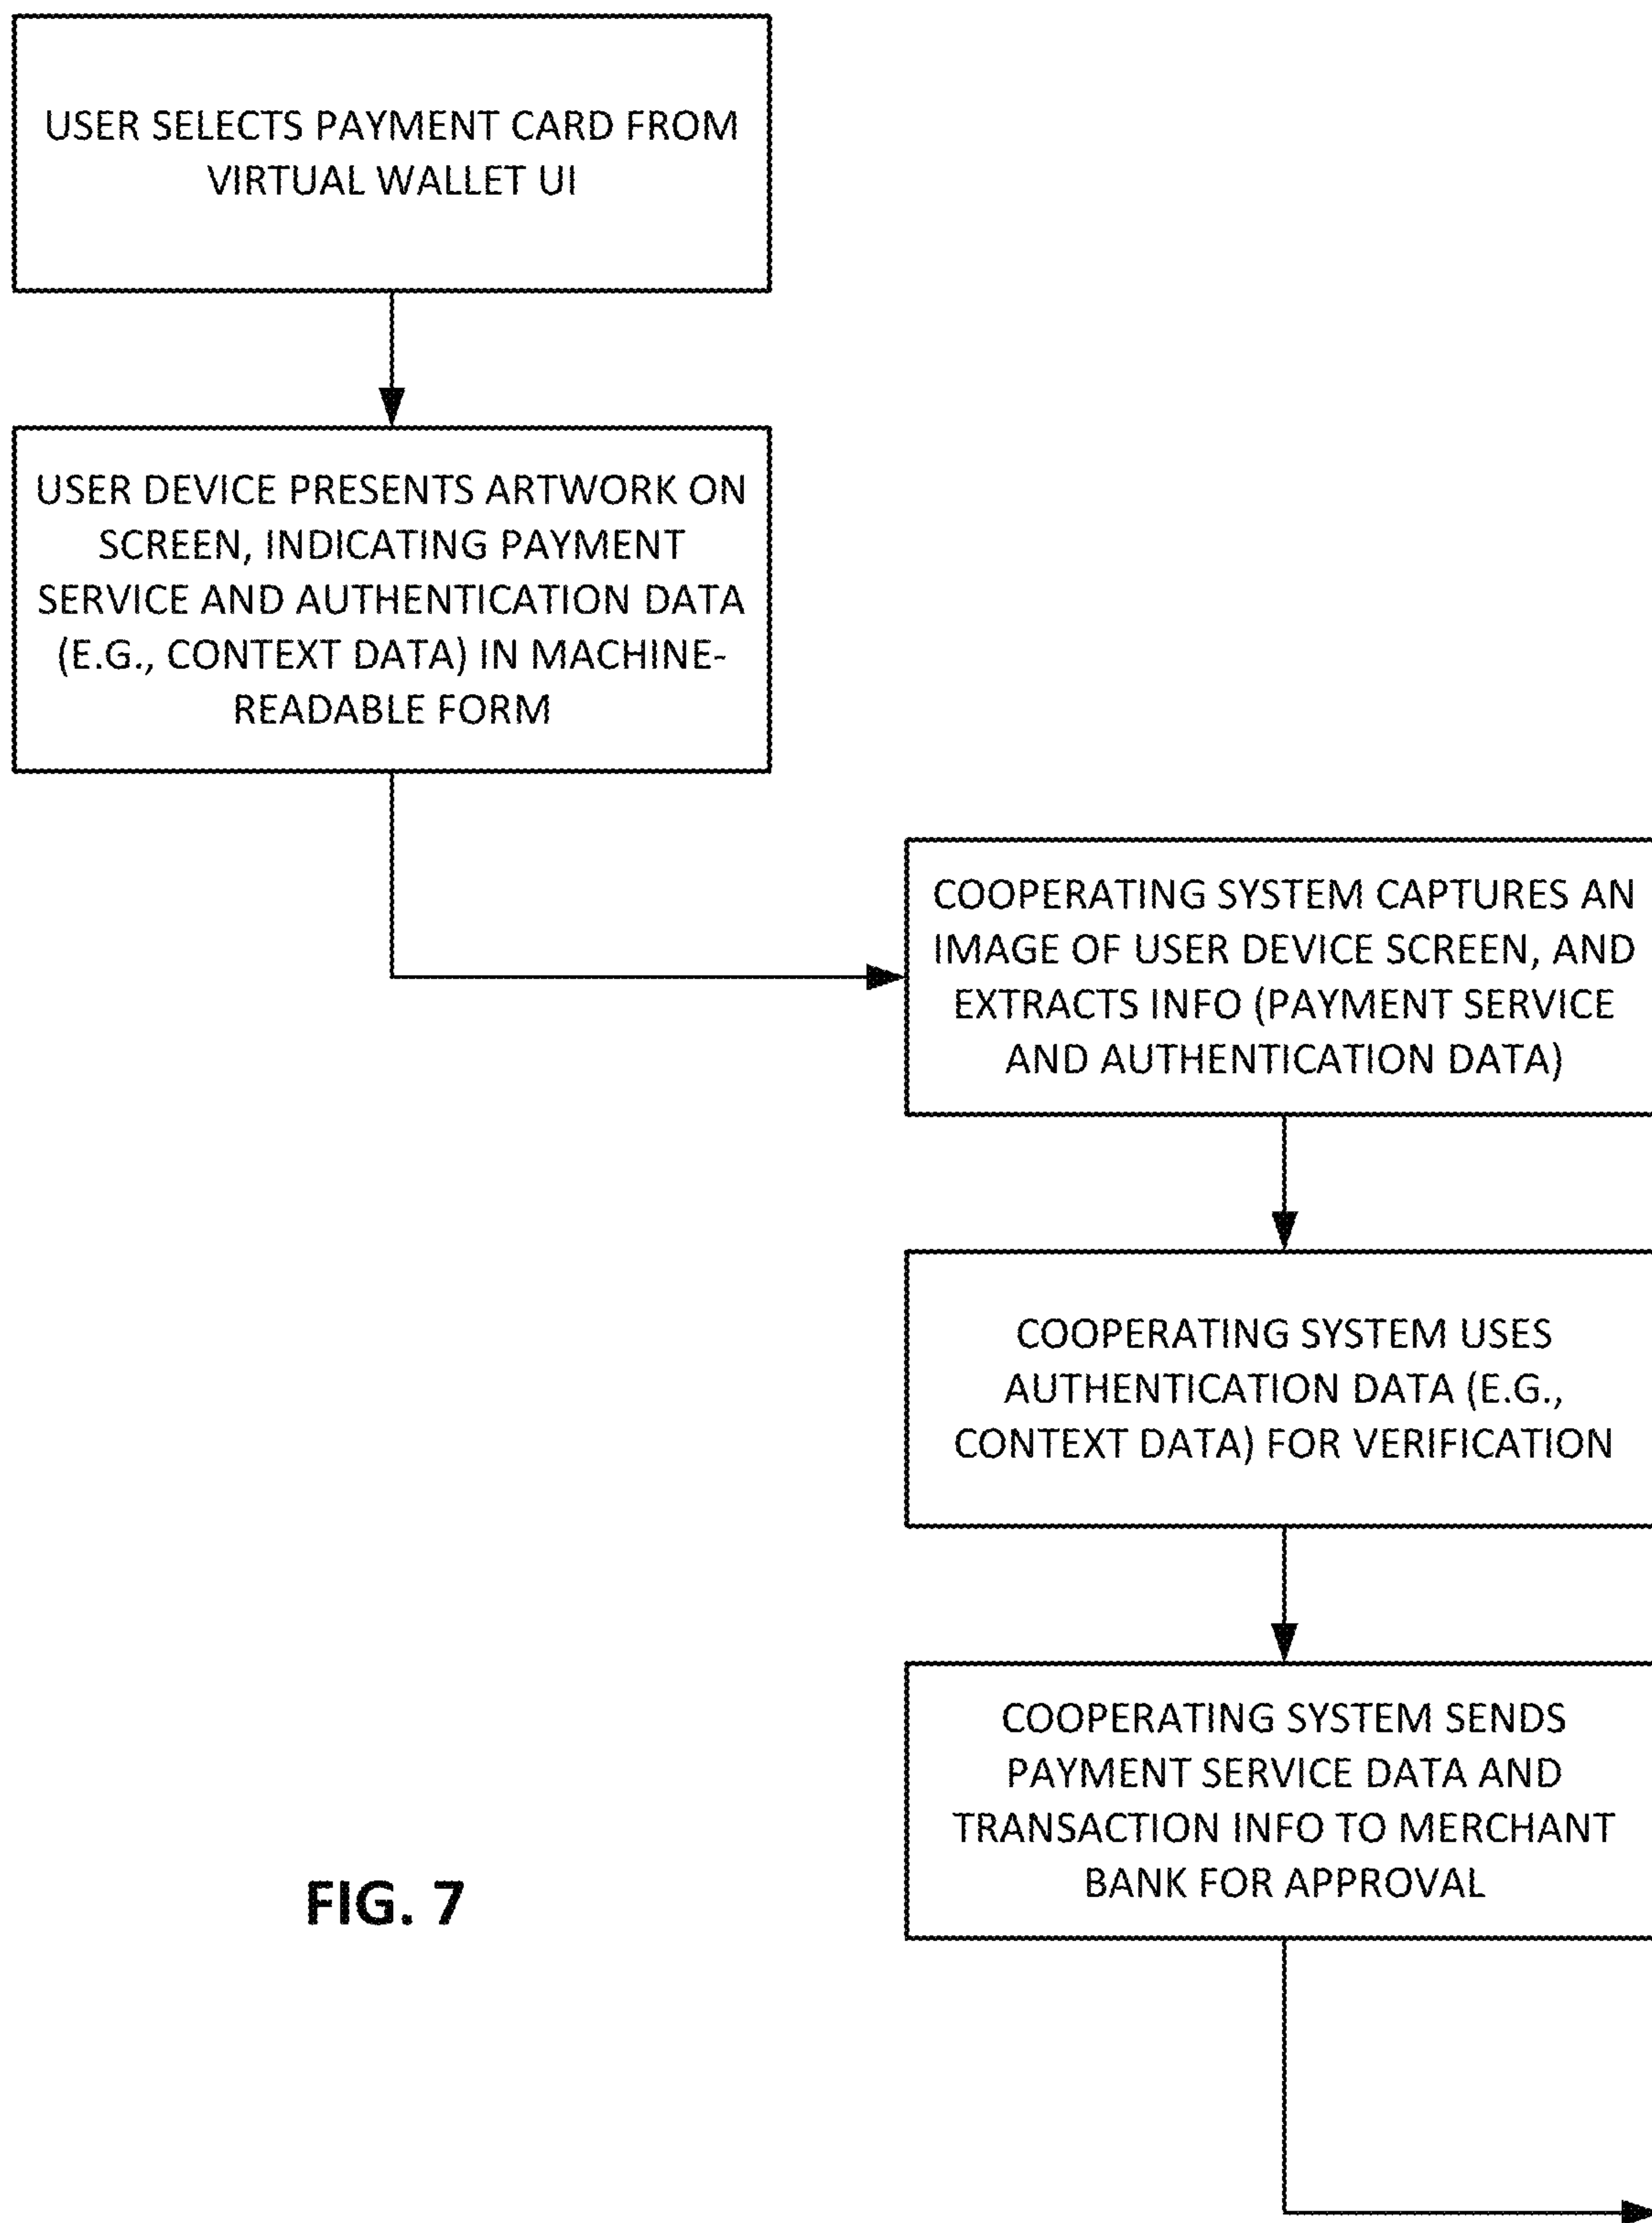 USER SELECTS PAYMENT CARD FROM
VIRTUAL WALLET UI
USER DEVICE PRESENTS ARTWORK ON
SCREEN, INDICATING PAYMENT
SERVICE AND AUTHENTICATION DATA
(E.G., CONTEXT DATA) IN MACHINE-
READABLE FORM
COOPERATING SYSTEM CAPTURES AN
IMAGE OF USER DEVICE SCREEN, AND
EXTRACTS INFO (PAYMENT SERVICE
AND AUTHENTICATION DATA)
COOPERATING SYSTEM USES
AUTHENTICATION DATA (E.G.,
CONTEXT DATA) FOR VERIFICATION
COOPERATING SYSTEM SENDS
PAYMENT SERVICE DATA AND
TRANSACTION INFO TO MERCHANT
BANK FOR APPROVAL
FIG. 7